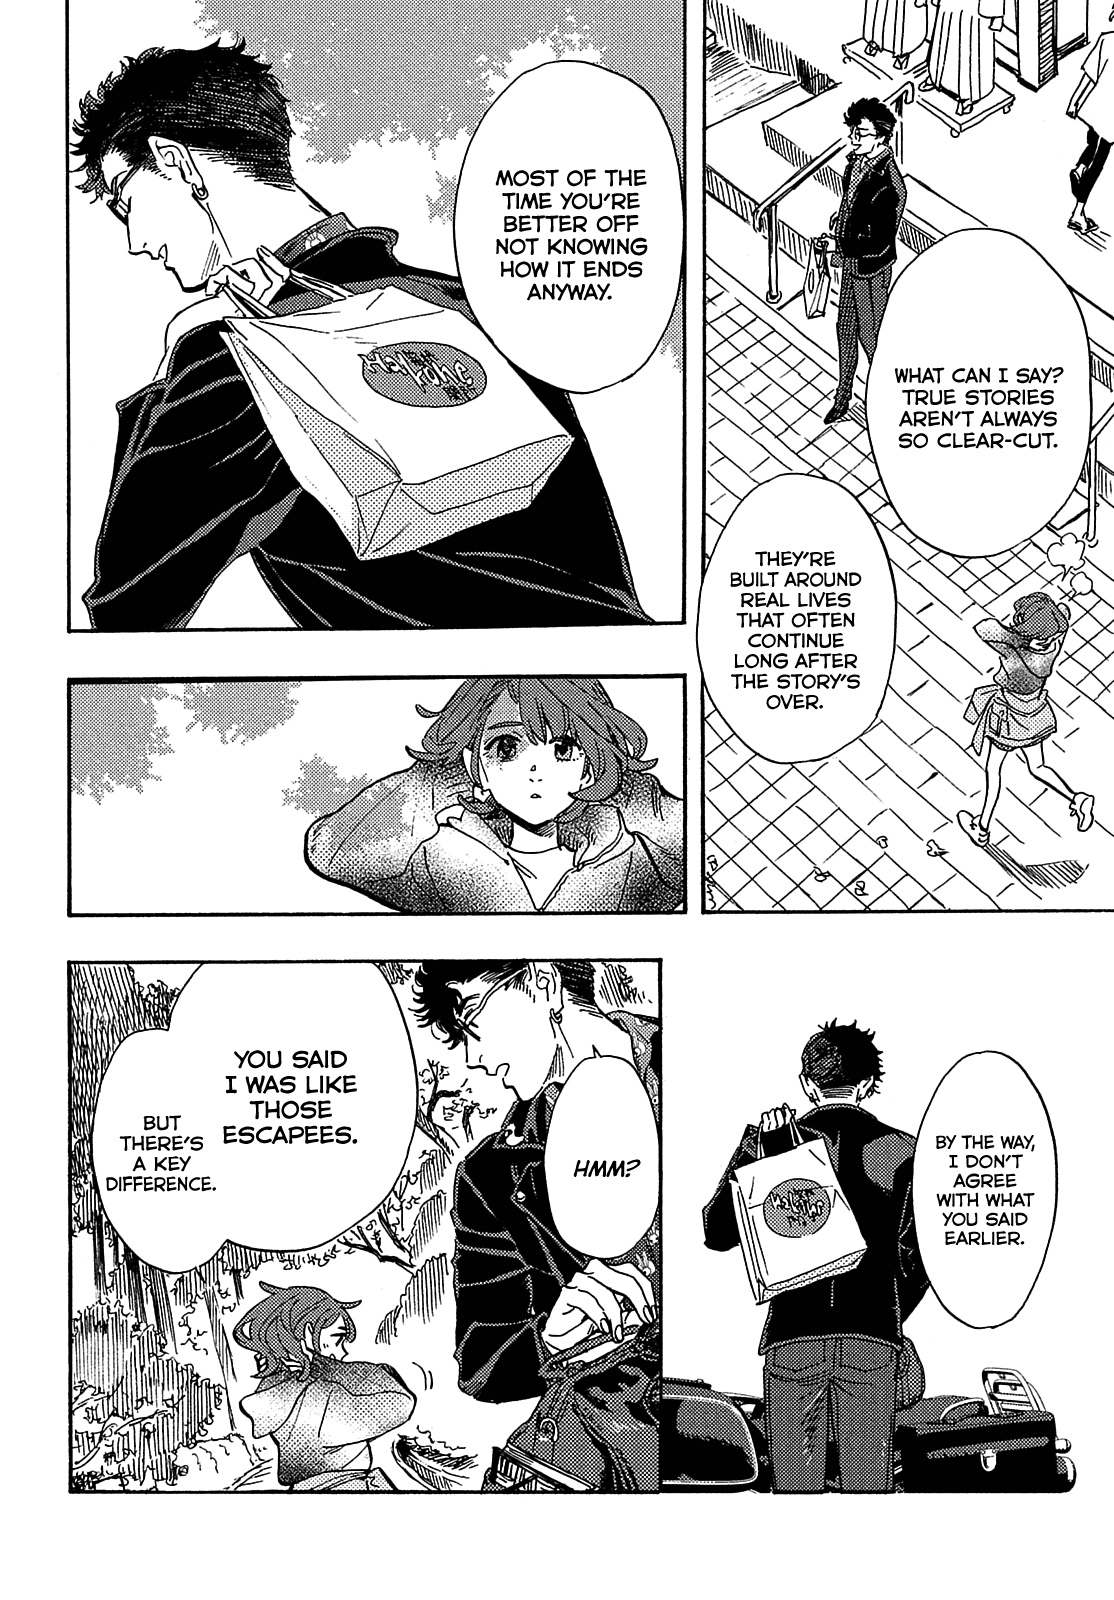 WHAT CAN I SAY?
TRUE STORIES
AREN'T ALWAYS
SO CLEAR-CUT.
THEY'RE
BUILT AROUND
REAL LIVES
THAT OFTEN
CONTINUE
LONG AFTER
THE STORY'S
OVER.
MOST OF THE
TIME YOU'RE
BETTER OFF
NOT KNOWING
HOW IT ENDS
ANYWAY.
BY THE WAY,
I DON'T
AGREE
WITH WHAT
YOU SAID
EARLIER.
HMM?
YOU SAID
I WAS LIKE
THOSE
ESCAPEES.
BUT
THERE'S
A KEY
DIFFERENCE.